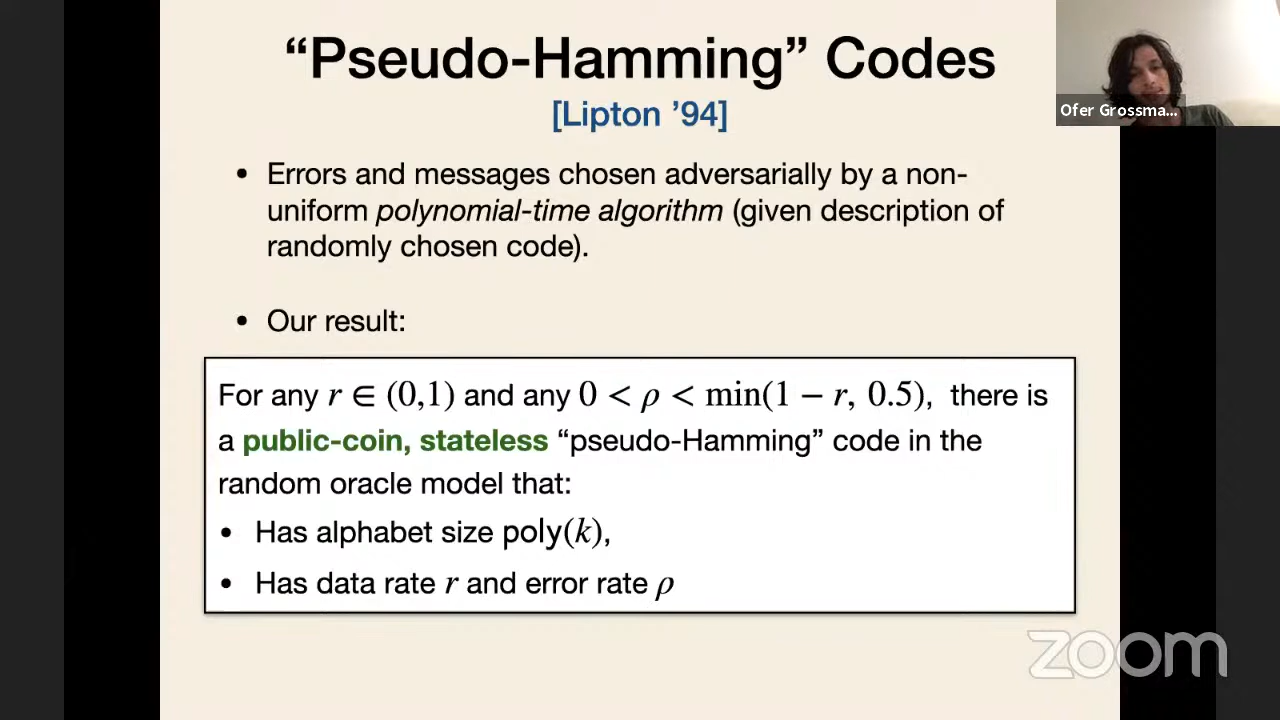 “Pseudo-Hamming” Codes
[Lipton ’94]
Ofer Grossma...
• Errors and messages chosen adversarially by a non-
uniform polynomial-time algorithm (given description of
randomly chosen code).
• Our result:
For any r ∈ (0,1) and any 0 < ρ < min(1 − r, 0.5), there is
a public-coin, stateless “pseudo-Hamming” code in the
random oracle model that:
• Has alphabet size poly(k),
• Has data rate r and error rate ρ
zoom